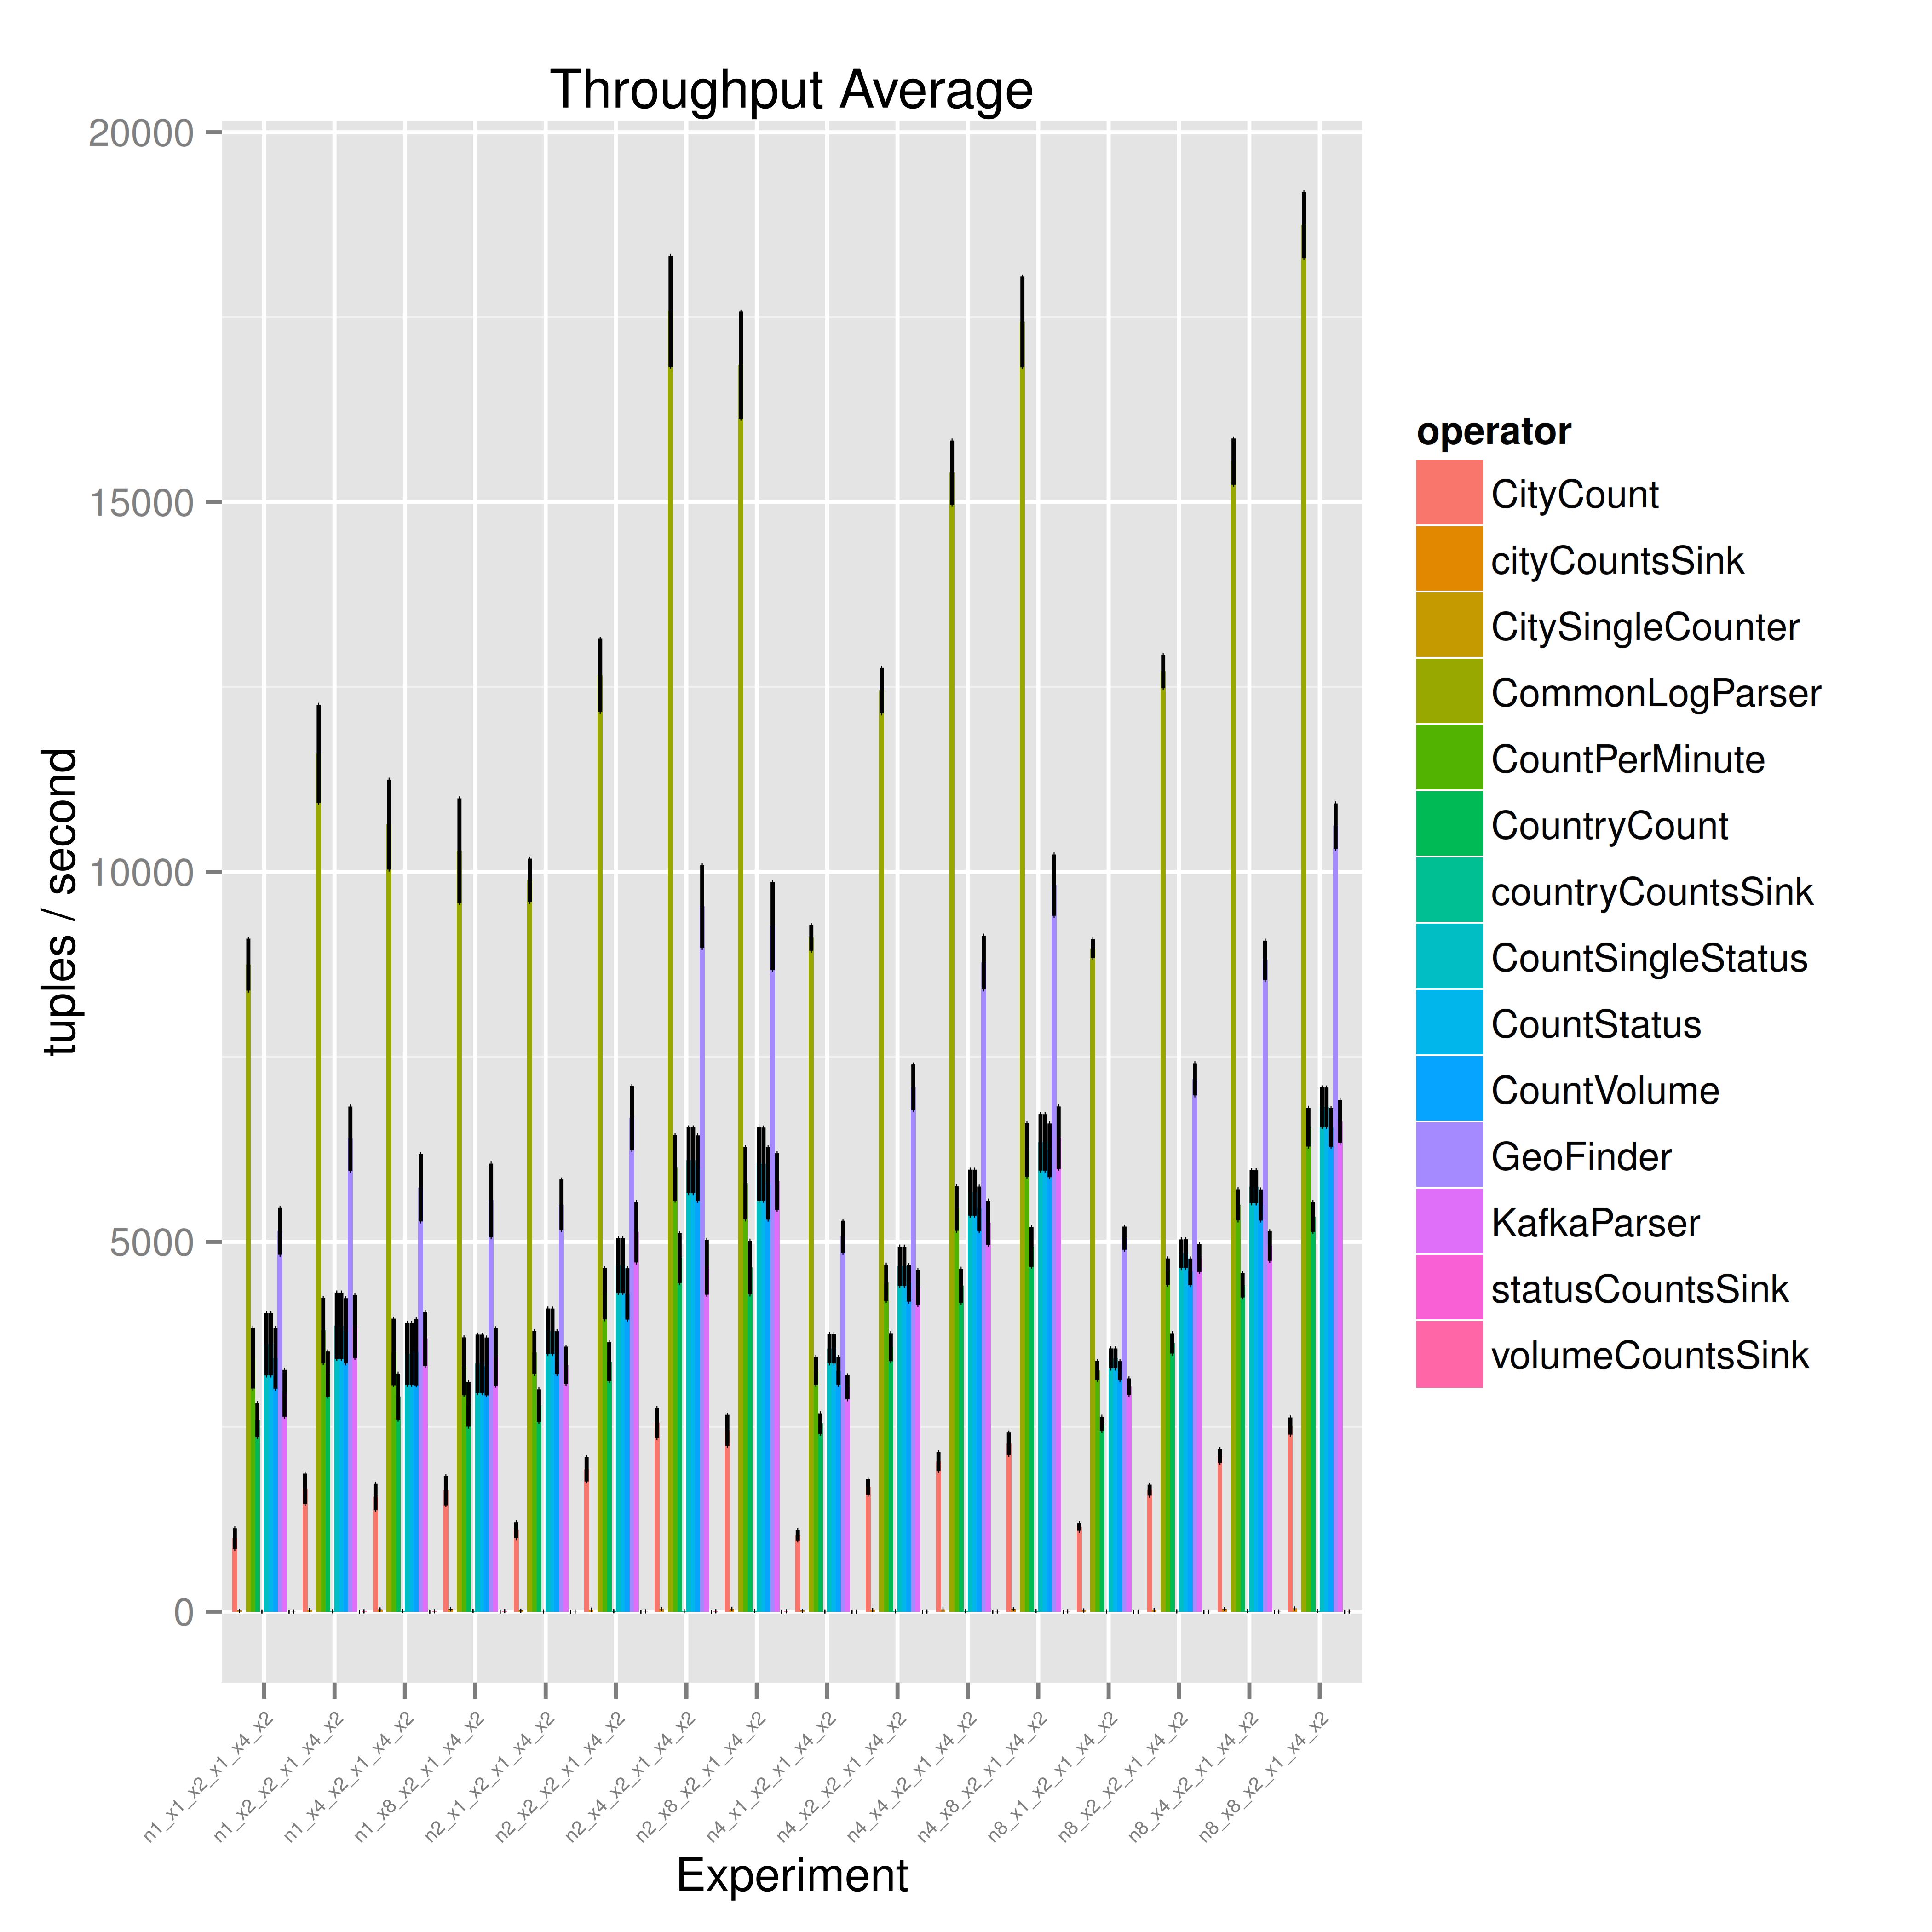 Throughput Average
20000
15000
10000
5000
0
tuples / second
n1_x1_x2_x1_x4_x2
n1_x2_x2_x1_x4_x2
n1_x4_x2_x1_x4_x2
n1_x8_x2_x1_x4_x2
n2_x1_x2_x1_x4_x2
n2_x2_x2_x1_x4_x2
n2_x4_x2_x1_x4_x2
n2_x8_x2_x1_x4_x2
n4_x1_x2_x1_x4_x2
n4_x2_x2_x1_x4_x2
n4_x4_x2_x1_x4_x2
n4_x8_x2_x1_x4_x2
n8_x1_x2_x1_x4_x2
n8_x2_x2_x1_x4_x2
n8_x4_x2_x1_x4_x2
n8_x8_x2_x1_x4_x2
Experiment
operator
CityCount
cityCountsSink
CitySingleCounter
CommonLogParser
CountPerMinute
CountryCount
countryCountsSink
CountSingleStatus
CountStatus
CountVolume
GeoFinder
KafkaParser
statusCountsSink
volumeCountsSink